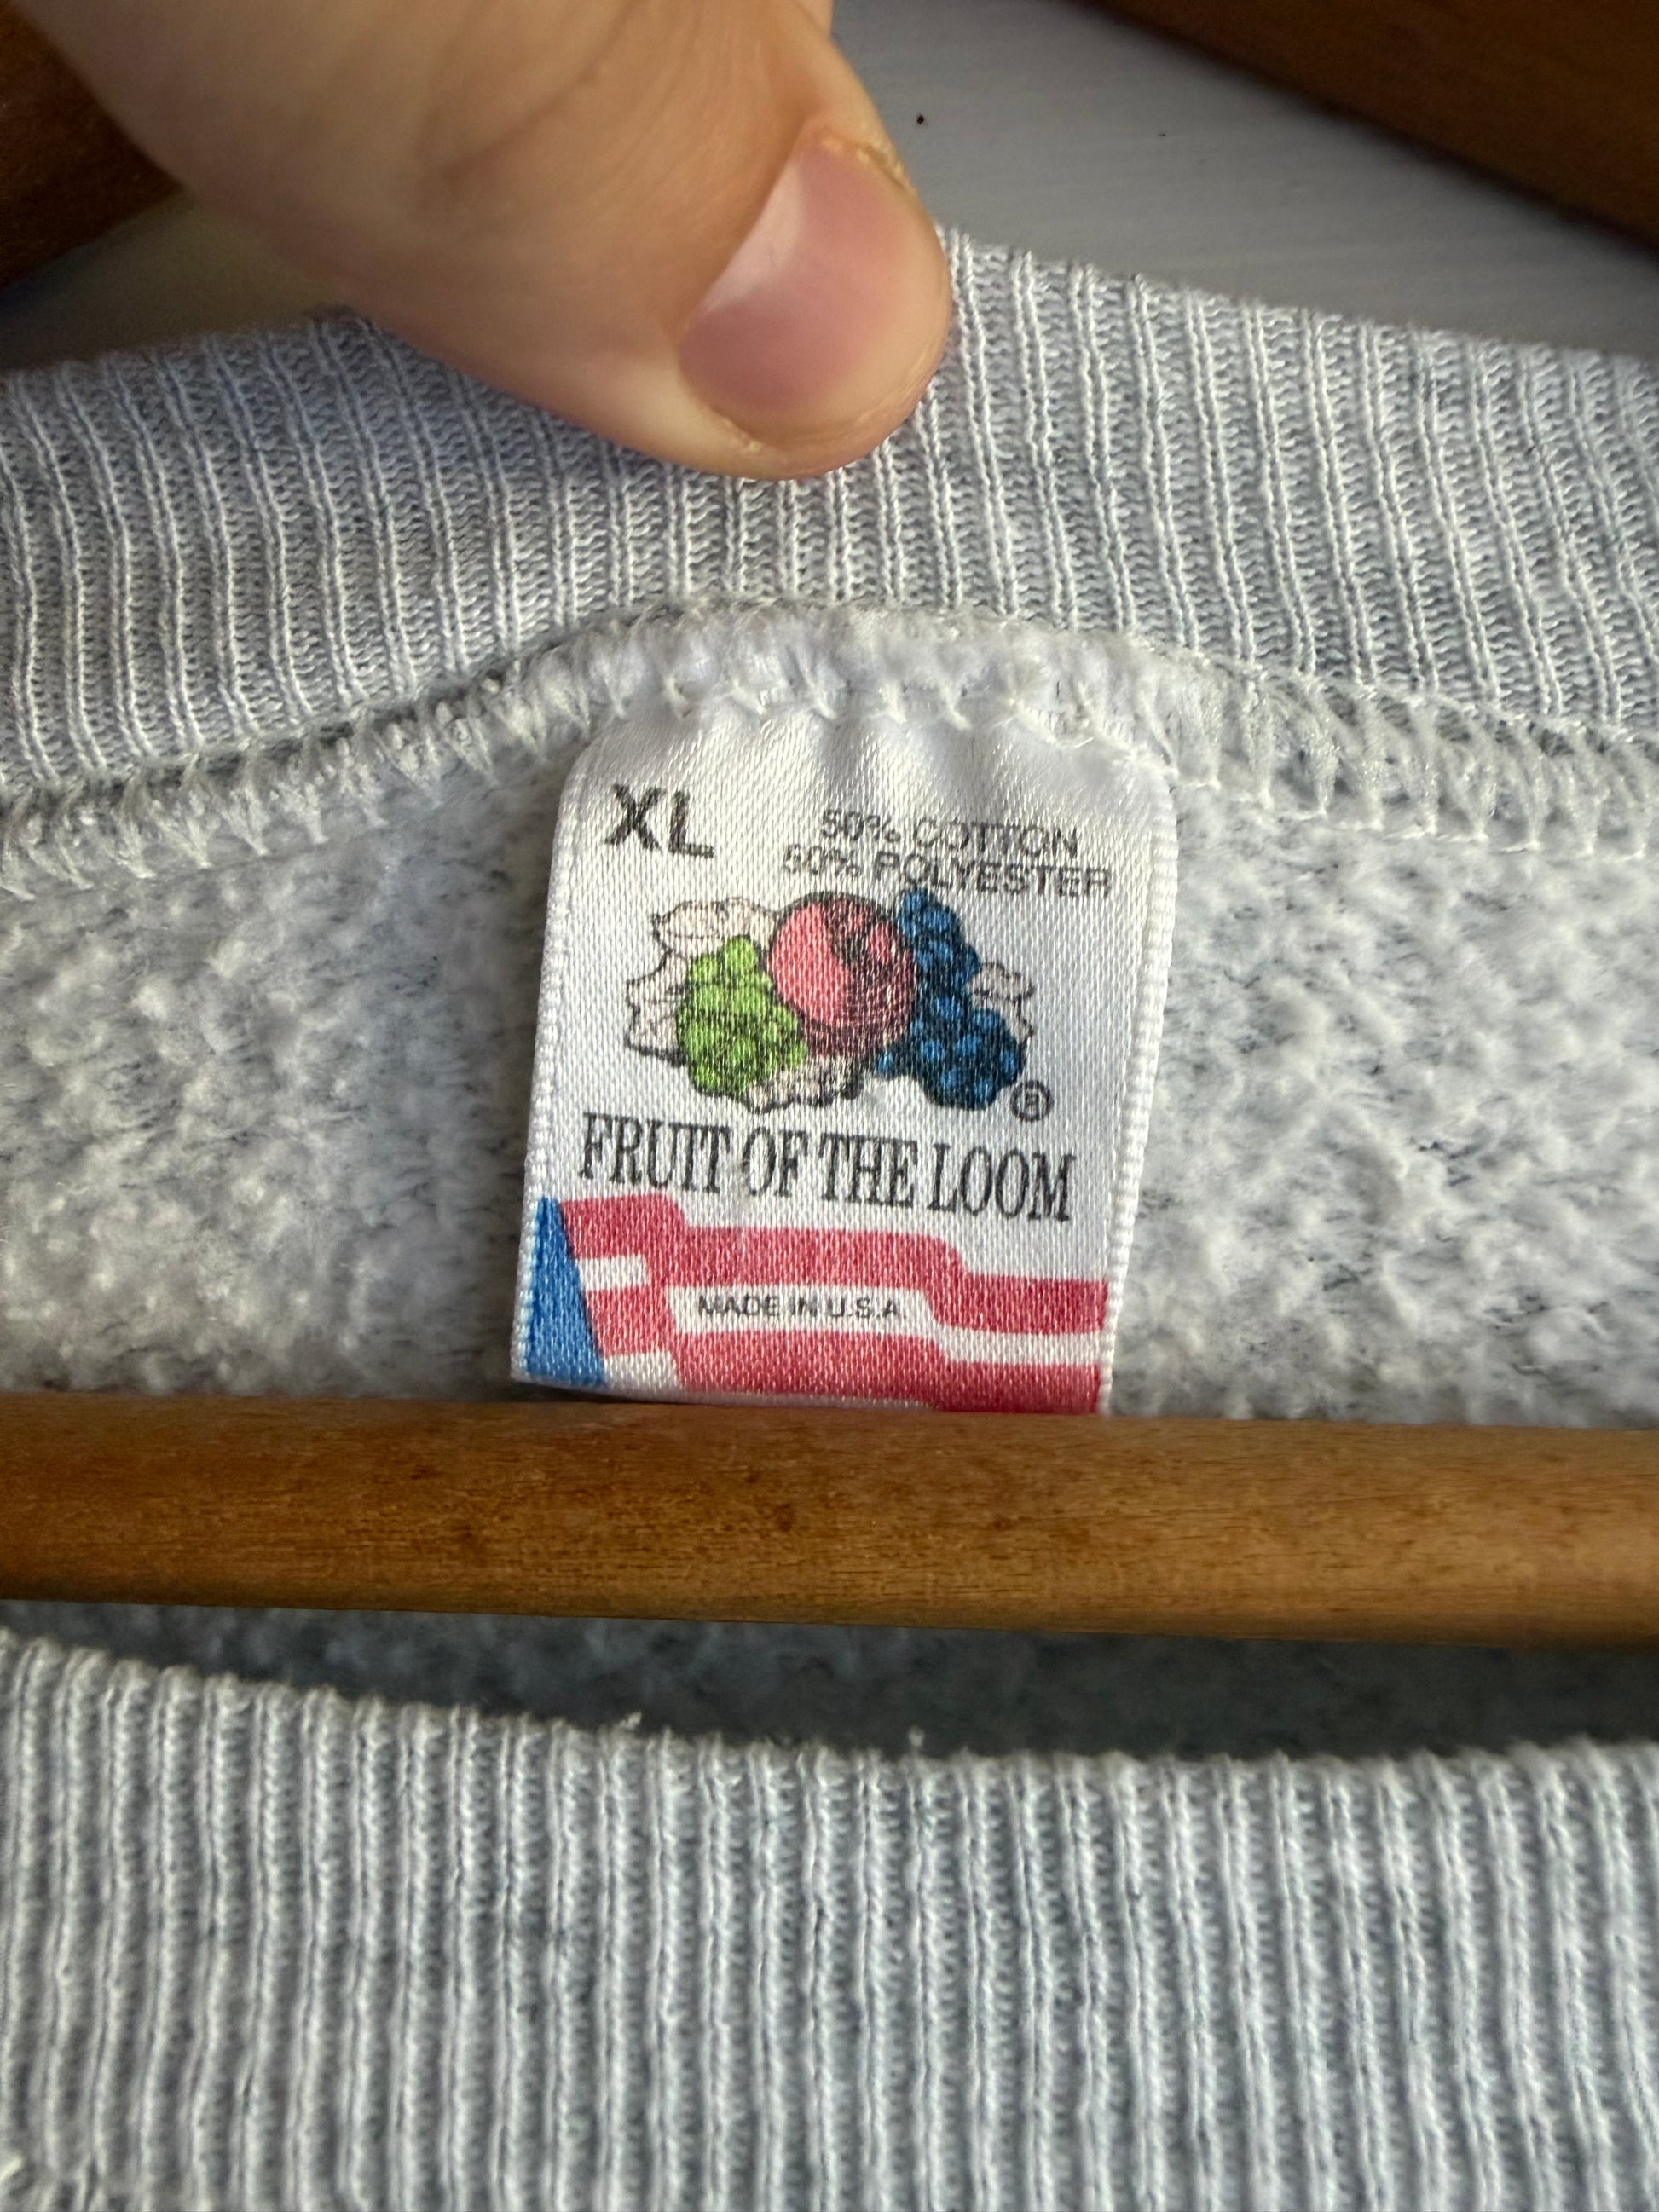 XL
50% COTTON
50% POLYESTER
®
FRUIT OF THE LOOM
MADE IN U.S.A